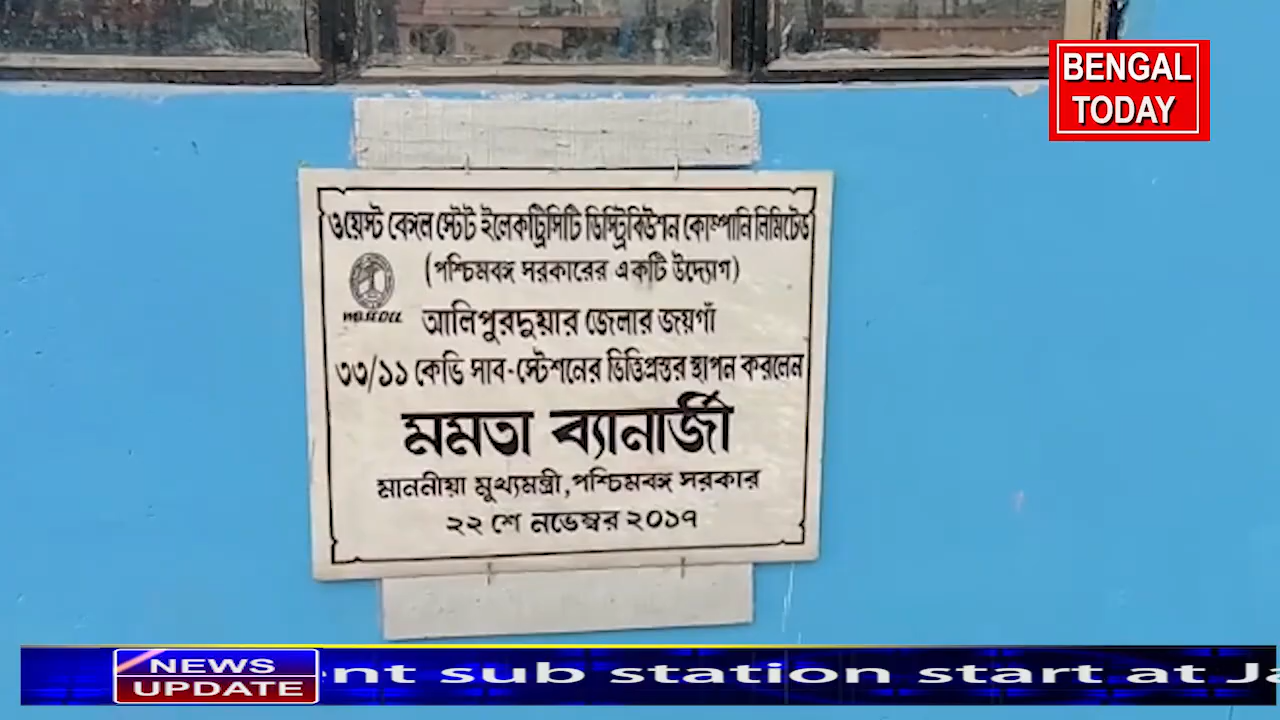 BENGAL
TODAY
ওয়েস্ট বেঙ্গল স্টেট ইলেকট্রিসিটি ডিস্ট্রিবিউশন কোম্পানি লিমিটেড
(পশ্চিমবঙ্গ সরকারের একটি উদ্যোগ)
WBSEDCL
আলিপুরদুয়ার জেলার জয়গাঁ
৩৩/১১ কেভি সাব-স্টেশনের ভিত্তিপ্রস্তর স্থাপন করলেন
মমতা ব্যানার্জী
মাননীয়া মুখ্যমন্ত্রী, পশ্চিমবঙ্গ সরকার
২২ শে নভেম্বর ২০১৭
NEWS
UPDATE
nt sub station start at Ja